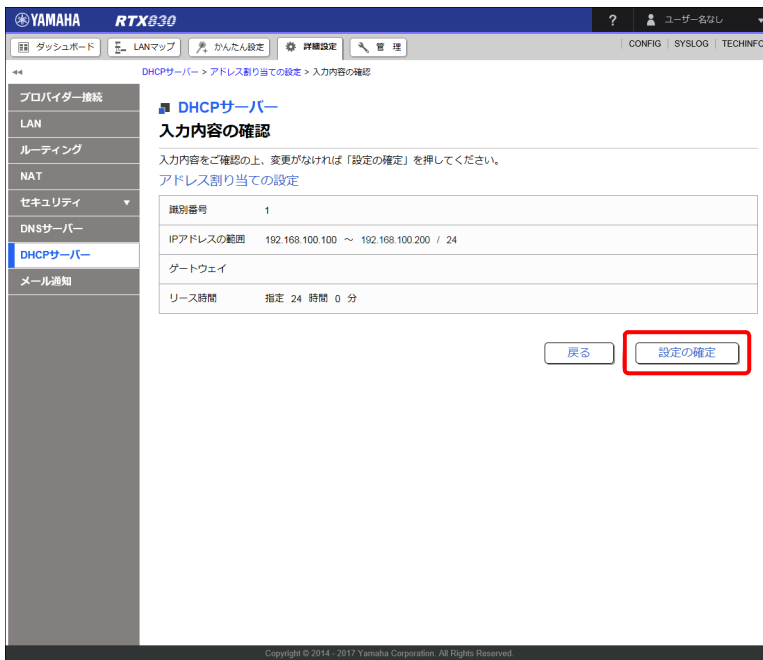 YAMAHA RTX830 ? ユーザー名なし
ダッシュボード LANマップ かんたん設定 詳細設定 管 理 CONFIG SYSLOG TECHINFO
DHCPサーバー > アドレス割り当ての設定 > 入力内容の確認
プロバイダー接続
LAN
ルーティング
NAT
セキュリティ
DNSサーバー
DHCPサーバー
メール通知
DHCPサーバー
入力内容の確認
入力内容をご確認の上、変更がなければ「設定の確定」を押してください。
アドレス割り当ての設定
識別番号 1
IPアドレスの範囲 192.168.100.100 ～ 192.168.100.200 / 24
ゲートウェイ
リース時間 指定 24 時間 0 分
戻る 設定の確定
Copyright © 2014 - 2017 Yamaha Corporation. All Rights Reserved.